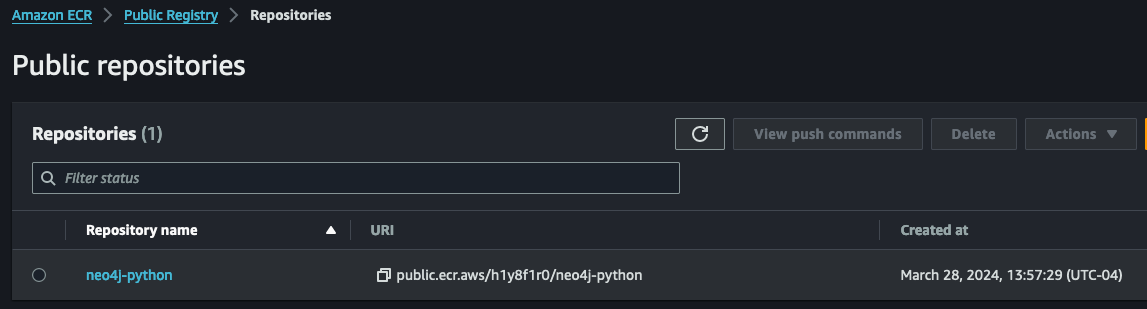 Amazon ECR > Public Registry > Repositories
Public repositories
Repositories (1)
View push commands
Delete
Actions
Filter status
Repository name
URI
Created at
neo4j-python
public.ecr.aws/h1y8f1r0/neo4j-python
March 28, 2024, 13:57:29 (UTC-04)